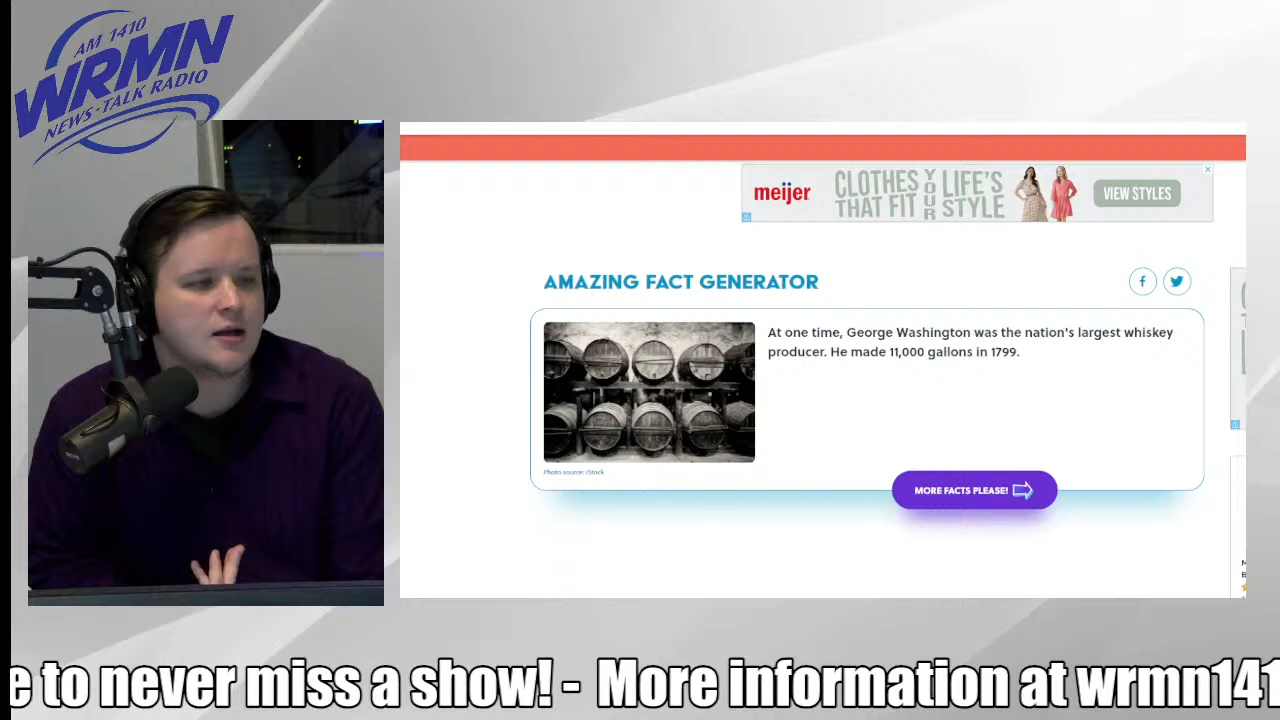 AM 1410
WRMN
NEWS·TALK RADIO
meijer
CLOTHES
THAT FIT
YOUR
LIFE'S
STYLE
VIEW STYLES
AMAZING FACT GENERATOR
At one time, George Washington was the nation's largest whiskey
producer. He made 11,000 gallons in 1799.
Photo source: iStock
MORE FACTS PLEASE!
e to never miss a show! - More information at wrmn141